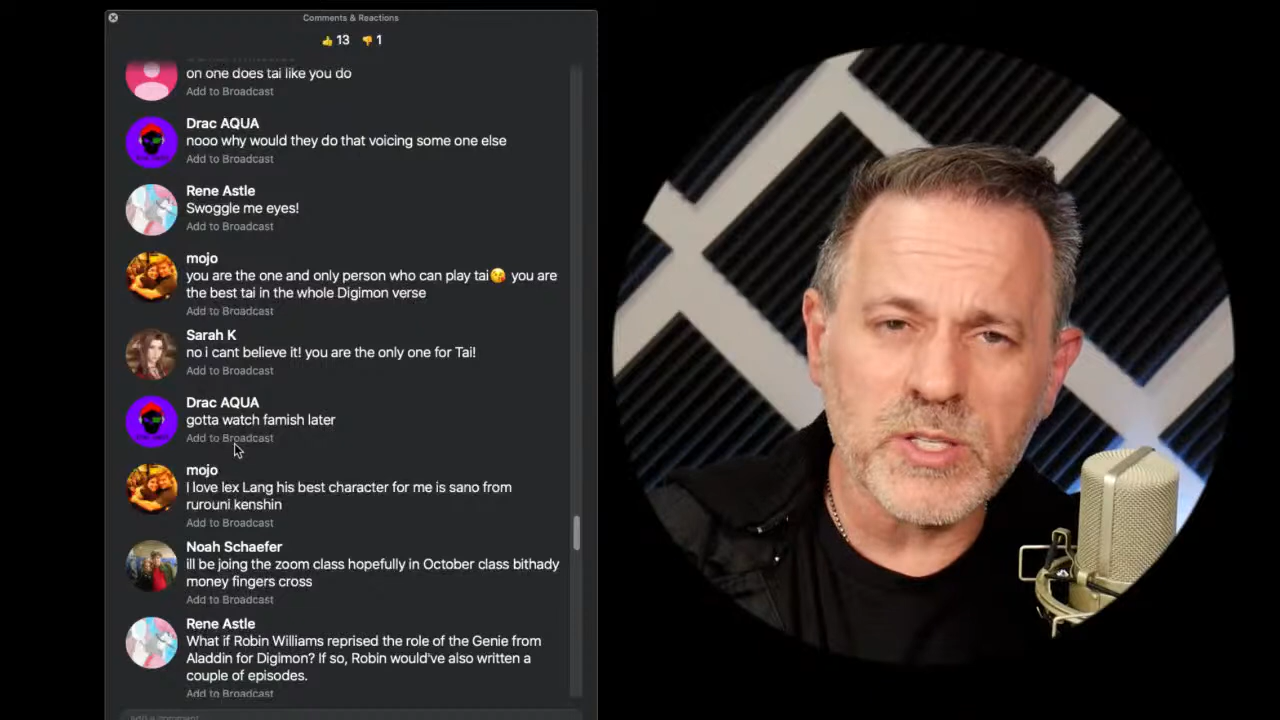 Comments & Reactions
👍 13 👎 1
on one does tai like you do
Add to Broadcast
Drac AQUA
nooo why would they do that voicing some one else
Add to Broadcast
Rene Astle
Swoggle me eyes!
Add to Broadcast
mojo
you are the one and only person who can play tai😘 you are
the best tai in the whole Digimon verse
Add to Broadcast
Sarah K
no i cant believe it! you are the only one for Tai!
Add to Broadcast
Drac AQUA
gotta watch famish later
Add to Broadcast
mojo
I love lex Lang his best character for me is sano from
rurouni kenshin
Add to Broadcast
Noah Schaefer
ill be joing the zoom class hopefully in October class bithady
money fingers cross
Add to Broadcast
Rene Astle
What if Robin Williams reprised the role of the Genie from
Aladdin for Digimon? If so, Robin would've also written a
couple of episodes.
Add to Broadcast
Add a comment